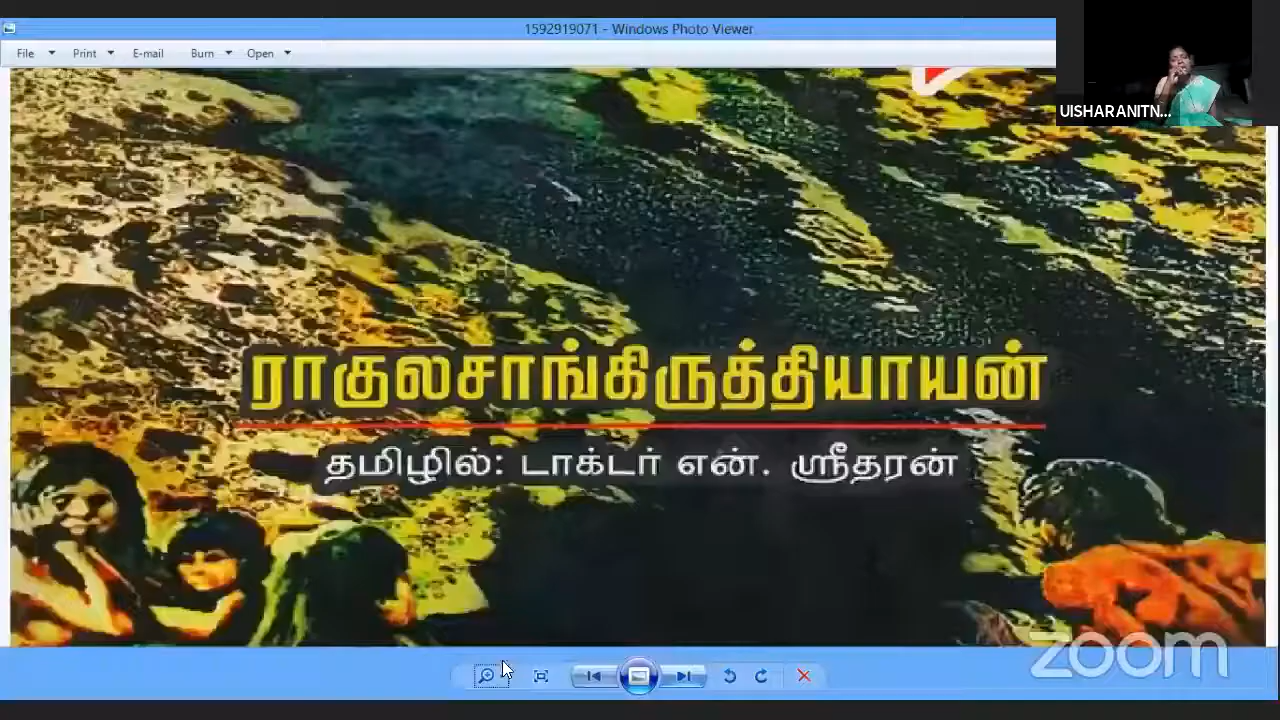 1592919071 - Windows Photo Viewer
File Print E-mail Burn Open
UISHARANITN...
ராகுலசாங்கிருத்தியாயன்
தமிழில்: டாக்டர் என். ஸ்ரீதரன்
zoom